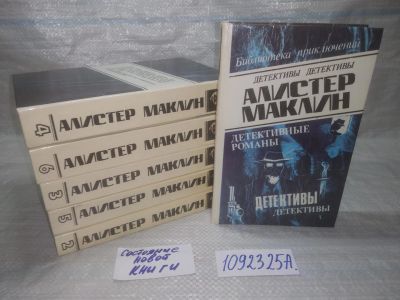 4 АЛИСТЕР МАКЛИН
6 АЛИСТЕР МАКЛИН
3 АЛИСТЕР МАКЛИН
5 АЛИСТЕР МАКЛИН
2 АЛИСТЕР МАКЛИН
Библиотека приключений
ДЕТЕКТИВЫ ДЕТЕКТИВЫ
АЛИСТЕР
МАКЛИН
ДЕТЕКТИВНЫЕ
РОМАНЫ
ДЕТЕКТИВЫ
ДЕТЕКТИВЫ
состояние
новой
книги
1092325А.